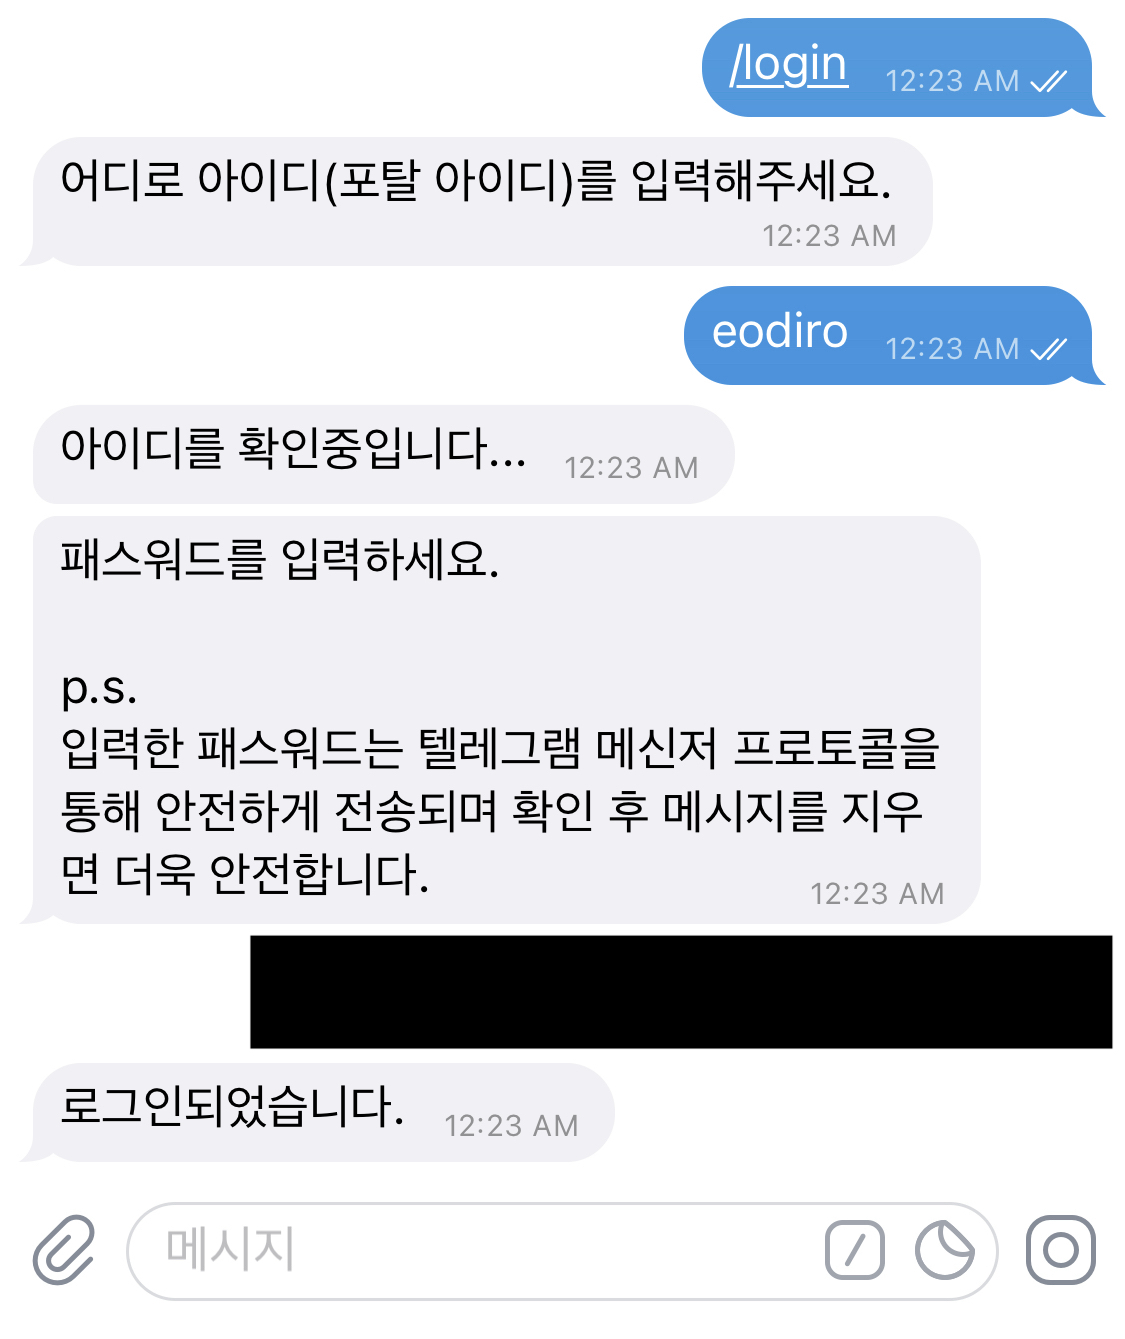 /login 12:23 AM
어디로 아이디(포탈 아이디)를 입력해주세요.
12:23 AM
eodiro 12:23 AM
아이디를 확인중입니다... 12:23 AM
패스워드를 입력하세요.
p.s.
입력한 패스워드는 텔레그램 메신저 프로토콜을
통해 안전하게 전송되며 확인 후 메시지를 지우
면 더욱 안전합니다.
12:23 AM
로그인되었습니다. 12:23 AM
메시지